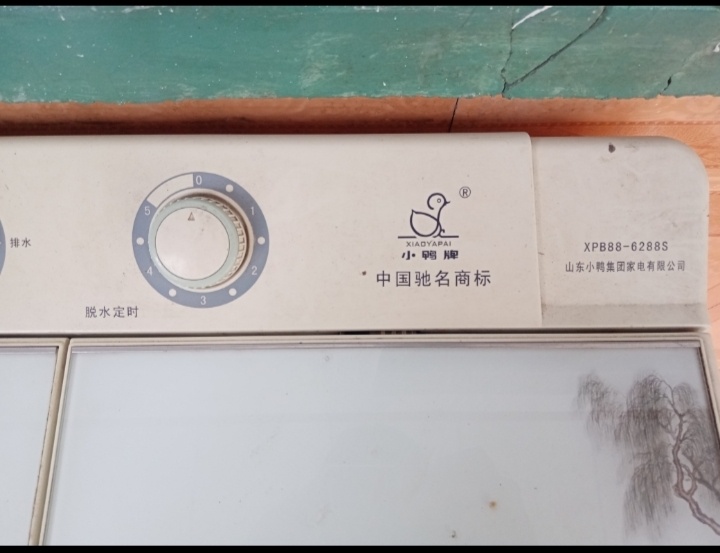 排水
0
1
2
3
4
5
脱水定时
®
XIAOYAPAI
小鸭牌
中国驰名商标
XPB88-6288S
山东小鸭集团家电有限公司